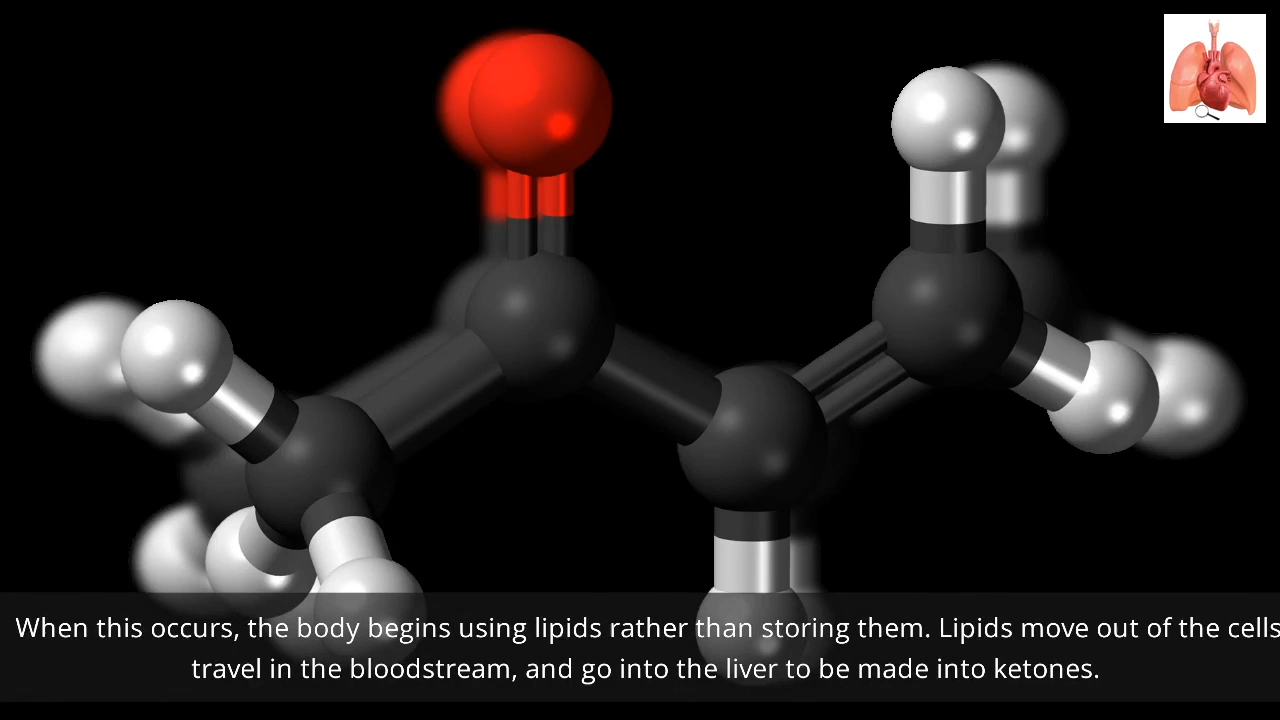 When this occurs, the body begins using lipids rather than storing them. Lipids move out of the cells
travel in the bloodstream, and go into the liver to be made into ketones.